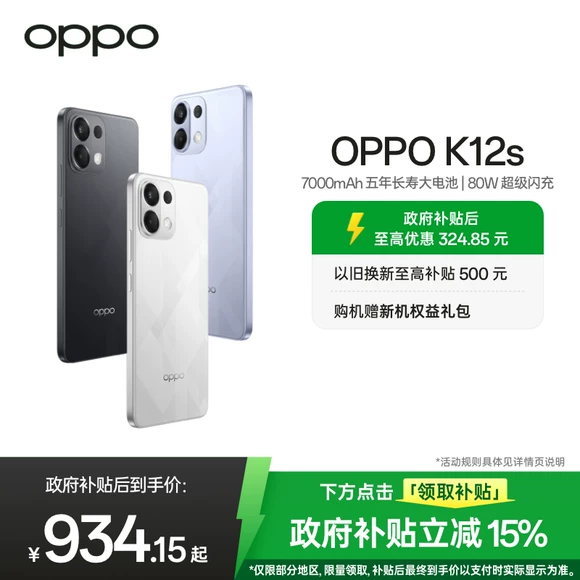 oppo
OPPO K12s
7000mAh 五年长寿大电池 | 80W 超级闪充
政府补贴后
至高优惠 324.85 元
以旧换新至高补贴 500 元
购机赠新机权益礼包
oppo
oppo
oppo
*活动规则具体见详情页说明
政府补贴后到手价:
¥934.15起
下方点击「领取补贴」
政府补贴立减 15%
*仅限部分地区, 限量领取, 补贴后最终到手价以支付时实际显示为准。